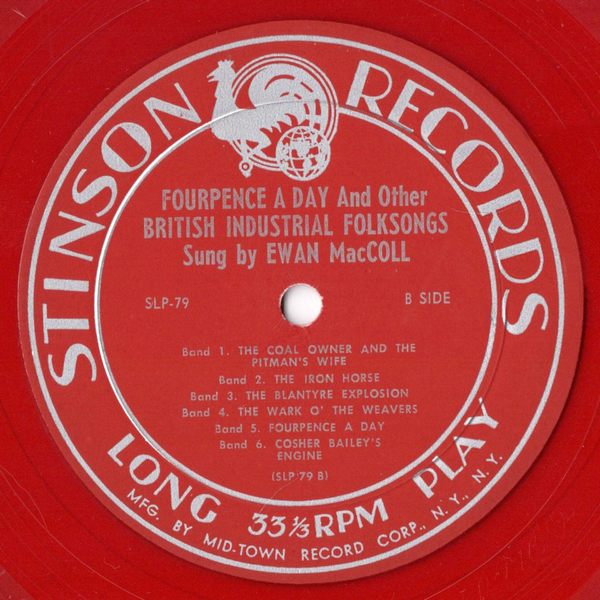 STINSON RECORDS
FOURPENCE A DAY And Other
BRITISH INDUSTRIAL FOLKSONGS
Sung by EWAN MacCOLL
SLP-79
B SIDE
Band 1. THE COAL OWNER AND THE
PITMAN'S WIFE
Band 2. THE IRON HORSE
Band 3. THE BLANTYRE EXPLOSION
Band 4. THE WARK O' THE WEAVERS
Band 5. FOURPENCE A DAY
Band 6. COSHER BAILEY'S
ENGINE
(SLP 79 B)
LONG 33⅓ RPM PLAY
MFG. BY MID-TOWN RECORD CORP., N.Y., N.Y.